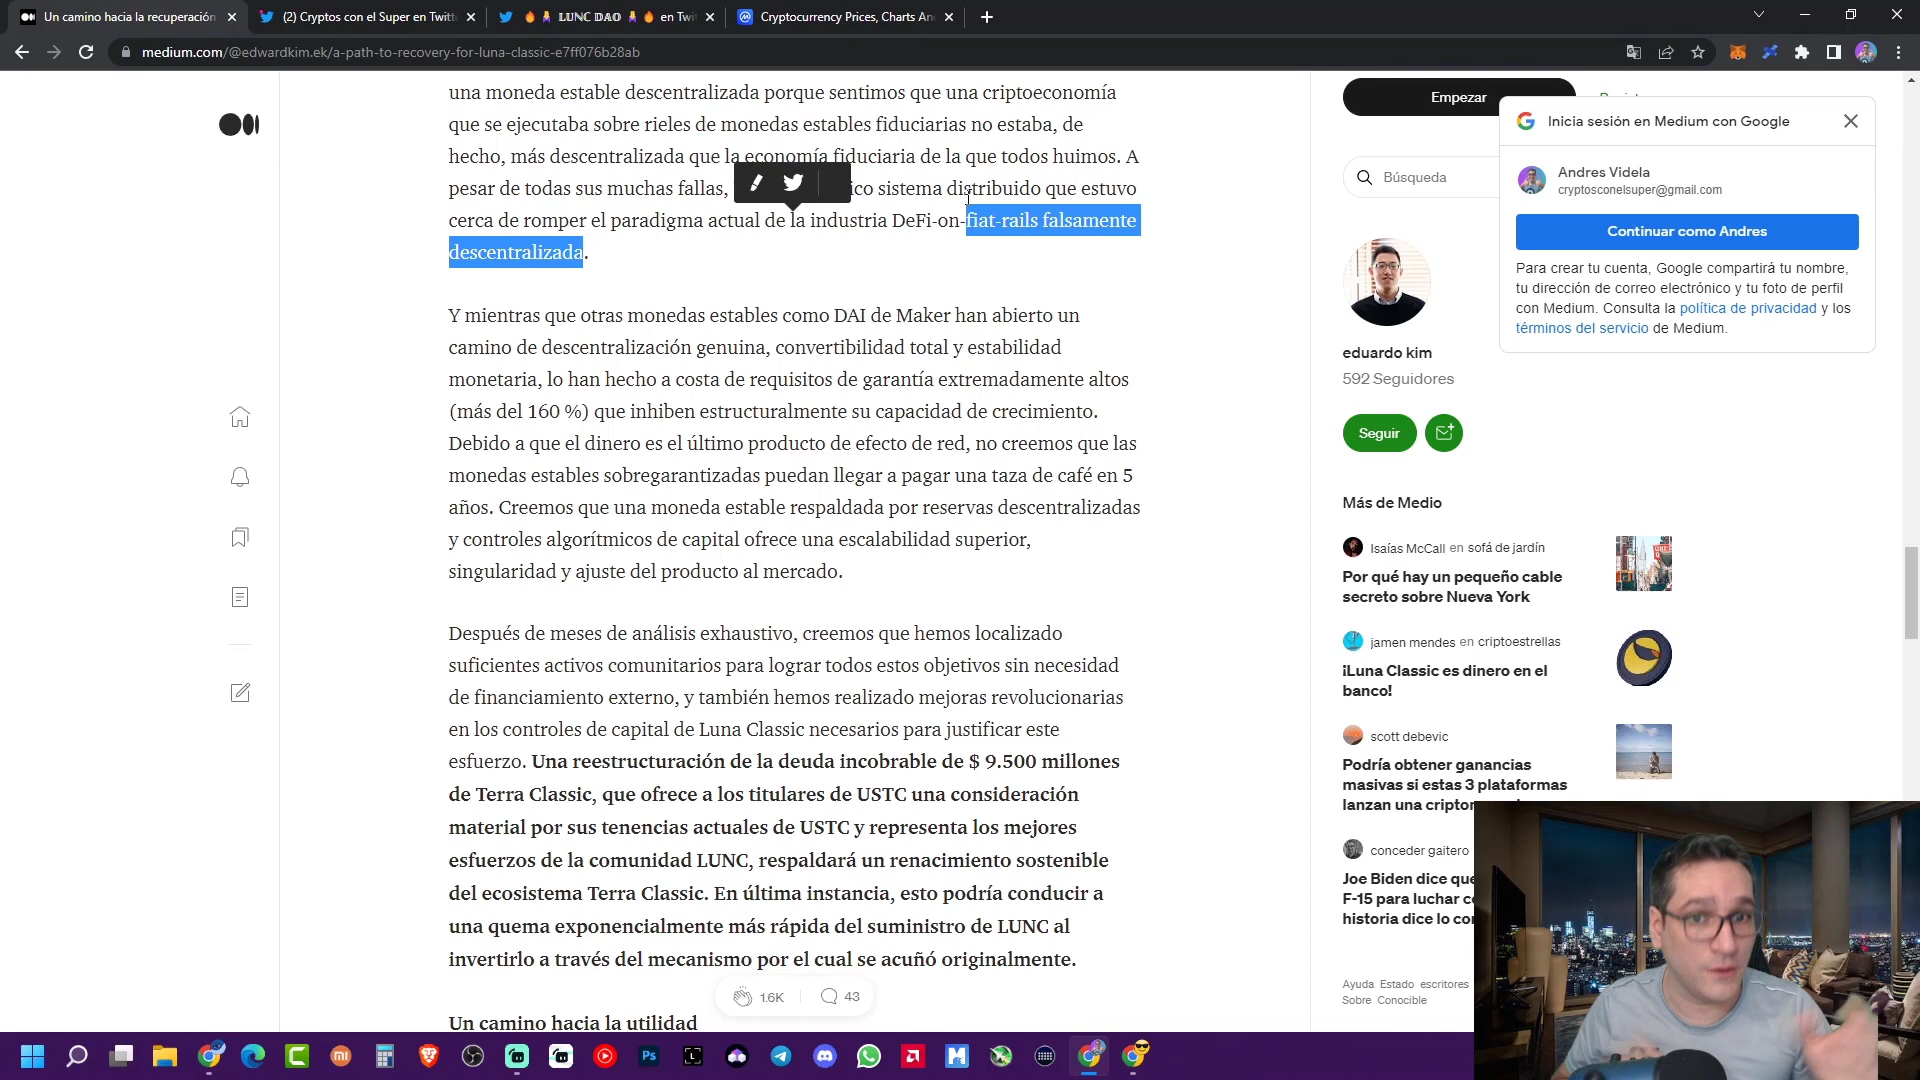 Un camino hacia la recuperación
(2) Cryptos con el Super en Twitt
🔥🧘 LUNC DAO 🧘🔥 en Twi
Cryptocurrency Prices, Charts An
medium.com/@edwardkim.ek/a-path-to-recovery-for-luna-classic-e7ff076b28ab
una moneda estable descentralizada porque sentimos que una criptoeconomía
que se ejecutaba sobre rieles de monedas estables fiduciarias no estaba, de
hecho, más descentralizada que la economía fiduciaria de la que todos huimos. A
pesar de todas sus muchas fallas, ico sistema distribuido que estuvo
cerca de romper el paradigma actual de la industria DeFi-on-fiat-rails falsamente
descentralizada.
Y mientras que otras monedas estables como DAI de Maker han abierto un
camino de descentralización genuina, convertibilidad total y estabilidad
monetaria, lo han hecho a costa de requisitos de garantía extremadamente altos
(más del 160 %) que inhiben estructuralmente su capacidad de crecimiento.
Debido a que el dinero es el último producto de efecto de red, no creemos que las
monedas estables sobregarantizadas puedan llegar a pagar una taza de café en 5
años. Creemos que una moneda estable respaldada por reservas descentralizadas
y controles algorítmicos de capital ofrece una escalabilidad superior,
singularidad y ajuste del producto al mercado.
Después de meses de análisis exhaustivo, creemos que hemos localizado
suficientes activos comunitarios para lograr todos estos objetivos sin necesidad
de financiamiento externo, y también hemos realizado mejoras revolucionarias
en los controles de capital de Luna Classic necesarios para justificar este
esfuerzo. Una reestructuración de la deuda incobrable de $ 9.500 millones
de Terra Classic, que ofrece a los titulares de USTC una consideración
material por sus tenencias actuales de USTC y representa los mejores
esfuerzos de la comunidad LUNC, respaldará un renacimiento sostenible
del ecosistema Terra Classic. En última instancia, esto podría conducir a
una quema exponencialmente más rápida del suministro de LUNC al
invertirlo a través del mecanismo por el cual se acuñó originalmente.
1.6K
43
Un camino hacia la utilidad
Empezar
Búsqueda
Inicia sesión en Medium con Google
Andres Videla
cryptosconelsuper@gmail.com
Continuar como Andres
Para crear tu cuenta, Google compartirá tu nombre,
tu dirección de correo electrónico y tu foto de perfil
con Medium. Consulta la política de privacidad y los
términos del servicio de Medium.
eduardo kim
592 Seguidores
Seguir
Más de Medio
Isaías McCall en sofá de jardín
Por qué hay un pequeño cable
secreto sobre Nueva York
jamen mendes en criptoestrellas
¡Luna Classic es dinero en el
banco!
scott debevic
Podría obtener ganancias
masivas si estas 3 plataformas
lanzan una cripto
conceder gaitero
Joe Biden dice que
F-15 para luchar c
historia dice lo co
Ayuda Estado escritores
Sobre Conocible